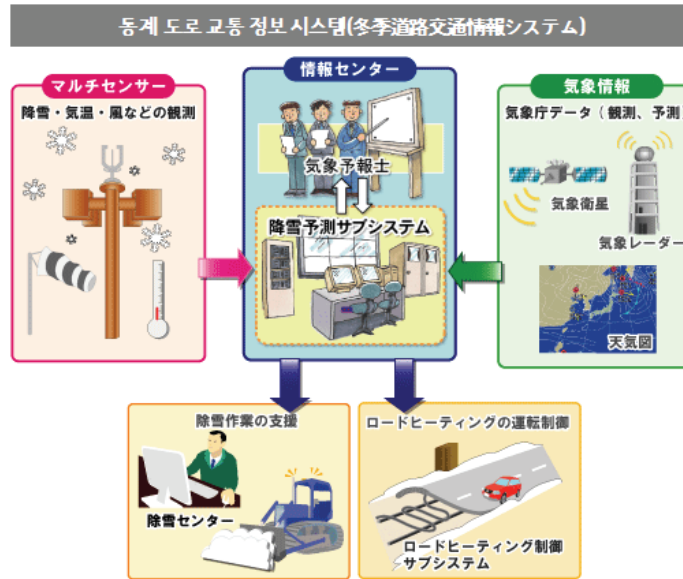 동계 도로 교통 정보 시스템(冬季道路交通情報システム)
マルチセンサー
降雪・気温・風などの観測
情報センター
気象予報士
降雪予測サブシステム
気象情報
気象庁データ(観測、予測
気象衛星
気象レーダー
天気図
除雪作業の支援
除雪センター
ロードヒーティングの運転制御
ロードヒーティング制御
サブシステム